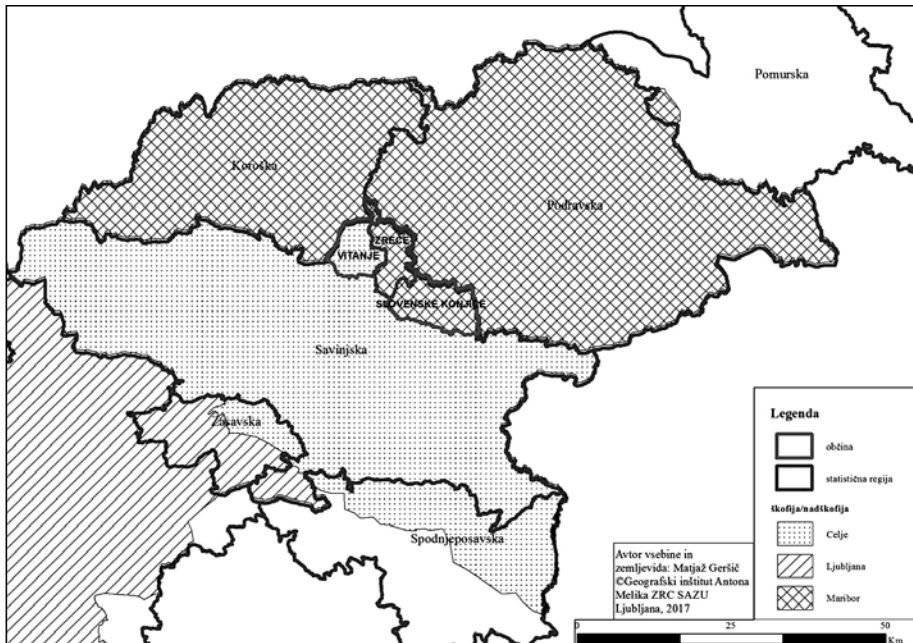 Pomurska
Koroška
Podravska
ZREČE
VITANJE
SLOVENSKE KONJICE
Savinjska
Zasavska
Spodnjeposavska
Legenda
občina
statistična regija
škofija/nadškofija
Celje
Ljubljana
Maribor
Avtor vsebine in
zemljevida: Matjaž Geršič
©Geografski inštitut Antona
Melika ZRC SAZU
Ljubljana, 2017
0 25 50
Km